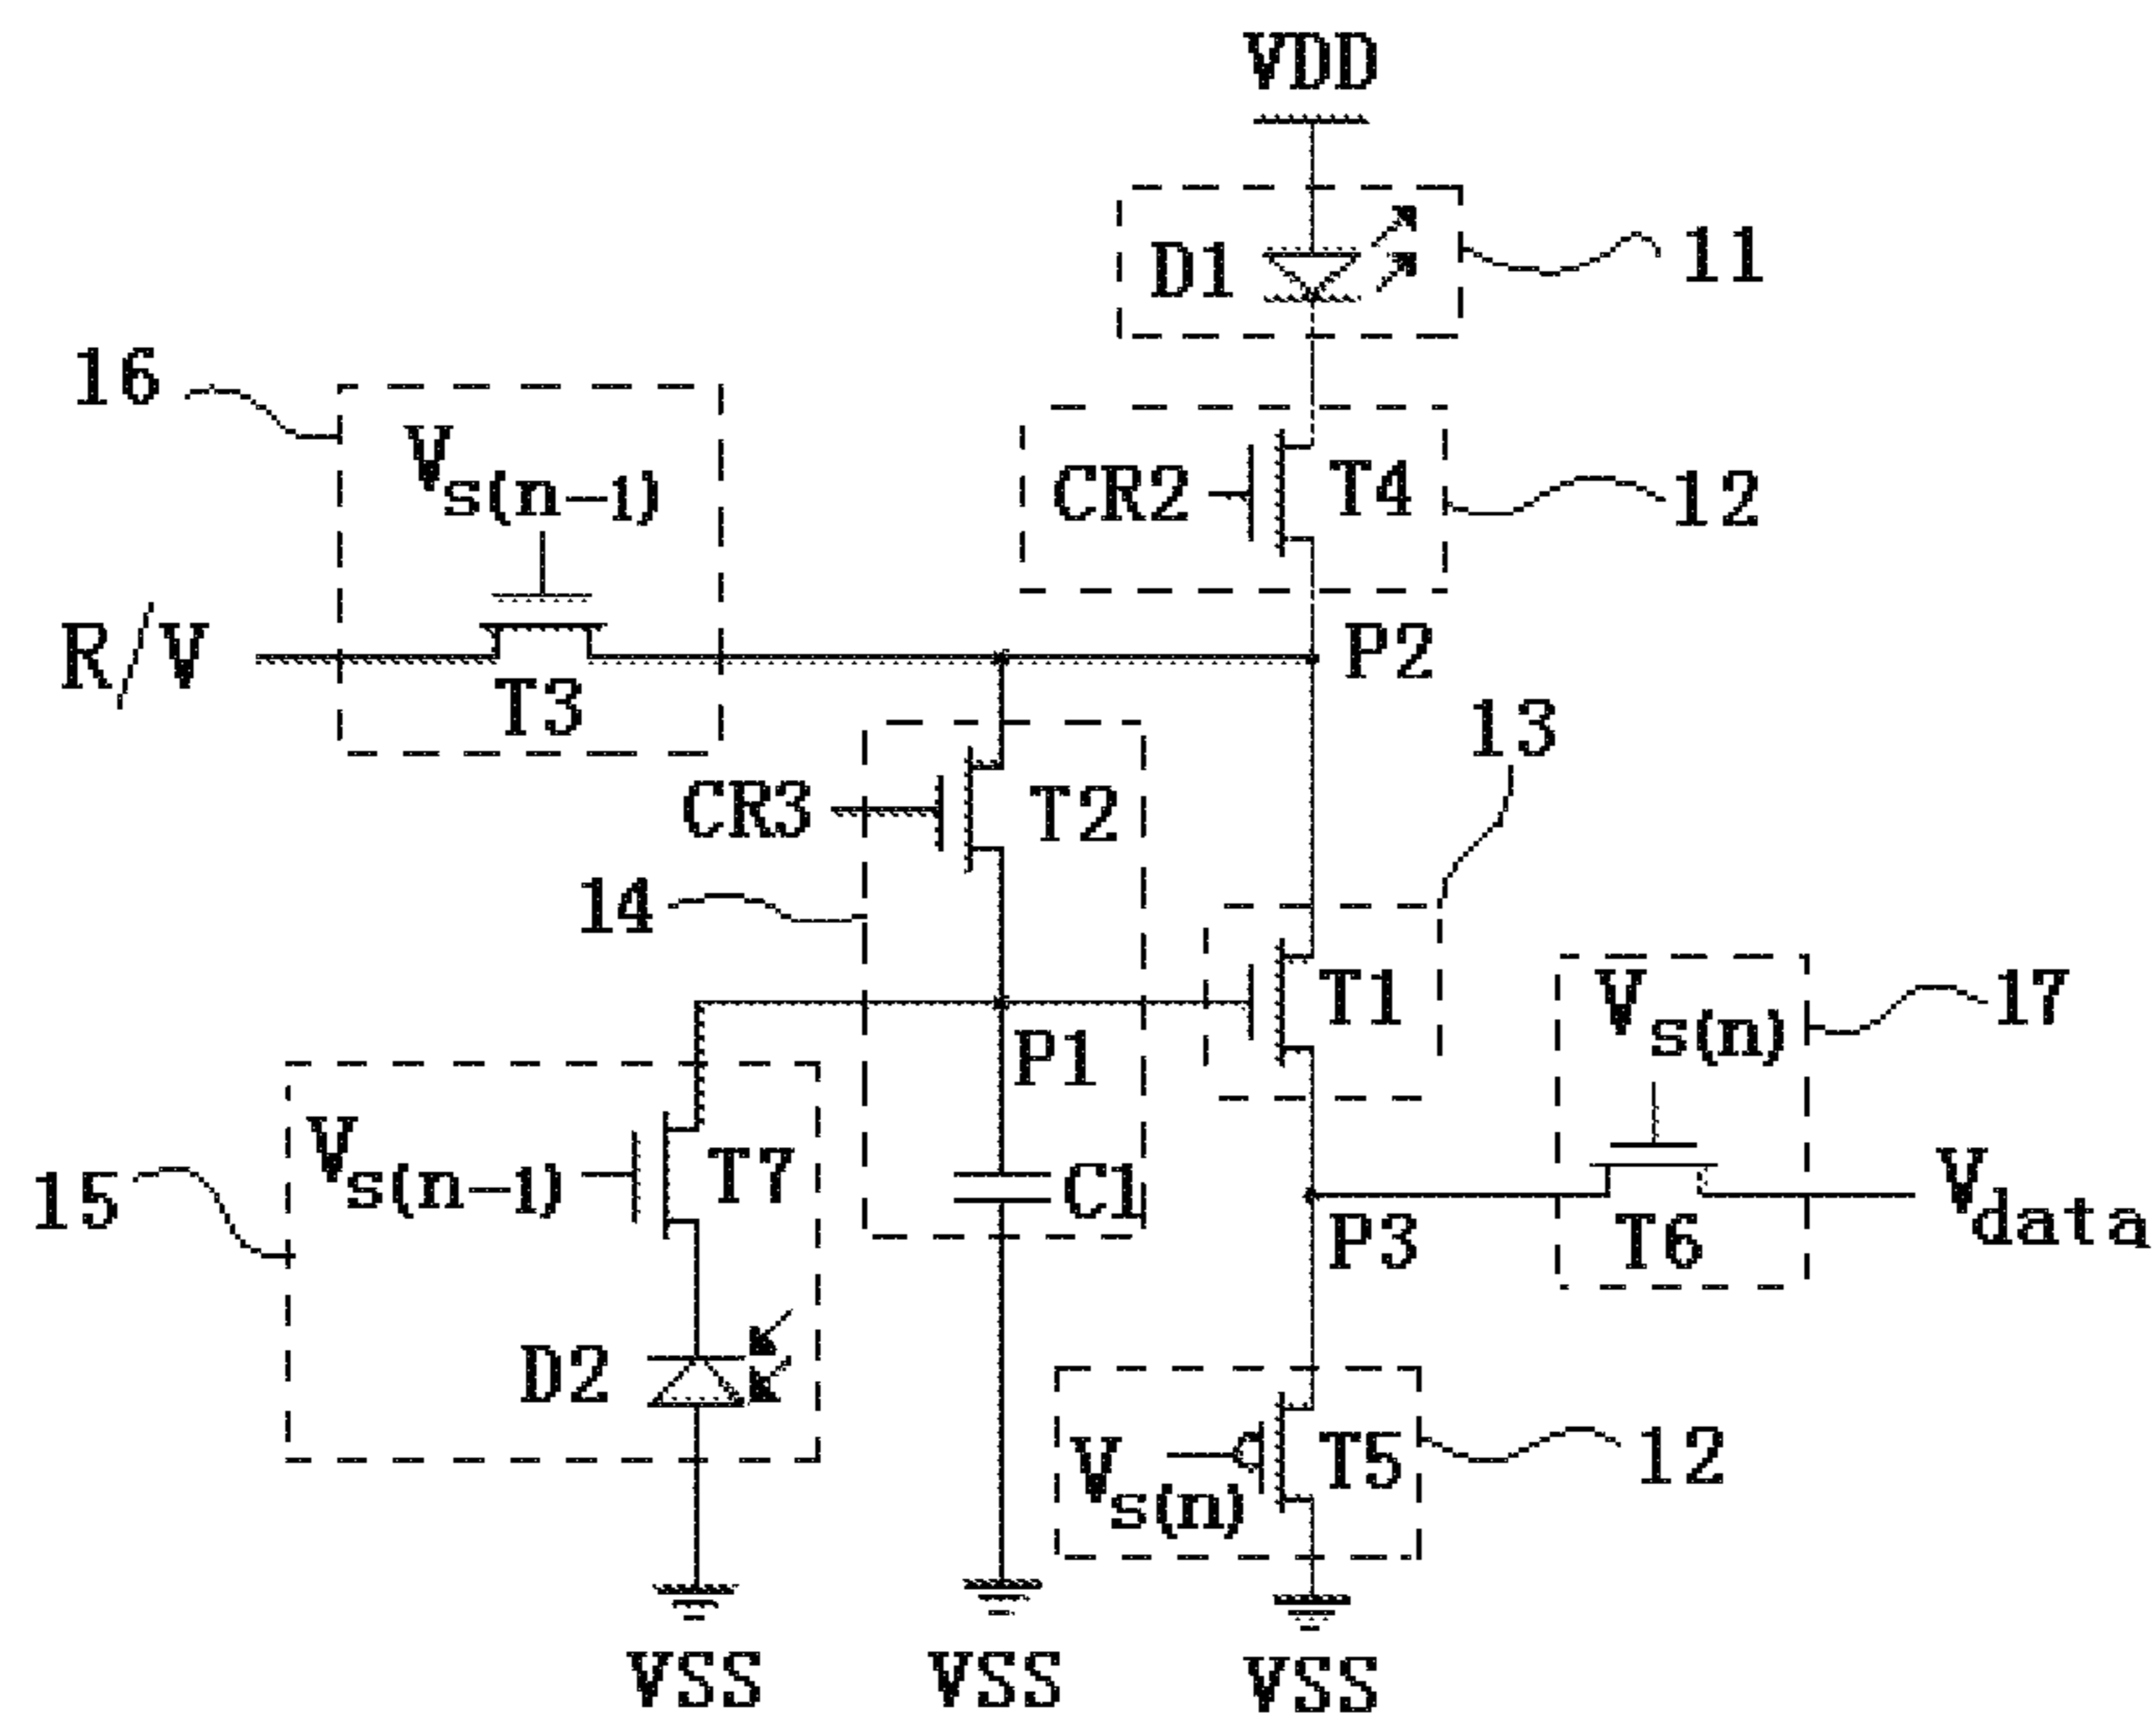 VDD
D1
11
16
Vs(n-1)
CR2
T4
12
R/V
T3
P2
13
CR3
T2
14
T1
Vs(n)
17
P1
Vs(n-1)
T7
C1
15
Vdata
P3
T6
D2
Vs(n)
T5
12
VSS
VSS
VSS